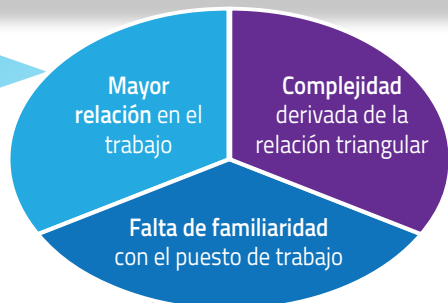 Mayor
relación en el
trabajo
Complejidad
derivada de la
relación triangular
Falta de familiaridad
con el puesto de trabajo